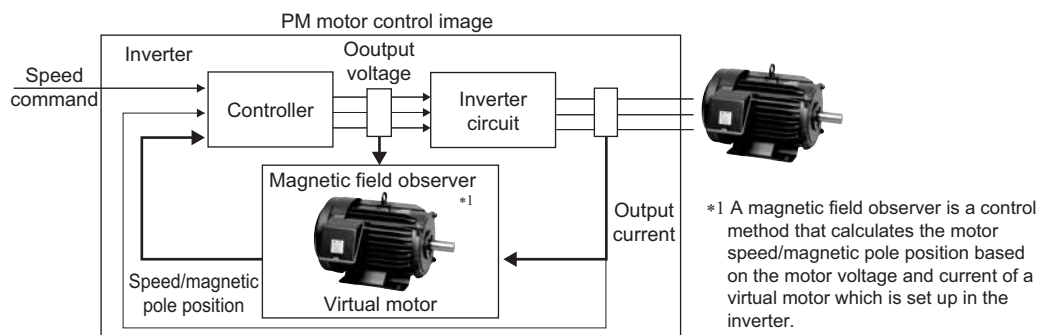 PM motor control image
Inverter
Ooutput
voltage
Speed
command
Controller
Inverter
circuit
Magnetic field observer
*1
Output
current
Speed/magnetic
pole position
Virtual motor
*1 A magnetic field observer is a control
method that calculates the motor
speed/magnetic pole position based
on the motor voltage and current of a
virtual motor which is set up in the
inverter.